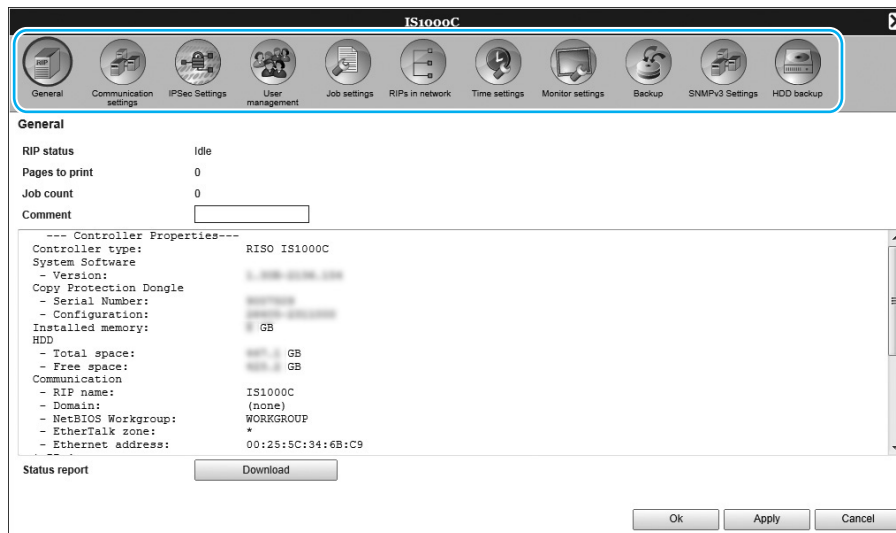 IS1000C
RIP
General
Communication settings
IPSec Settings
User management
Job settings
RIPs in network
Time settings
Monitor settings
Backup
SNMPv3 Settings
HDD backup
General
RIP status Idle
Pages to print 0
Job count 0
Comment
--- Controller Properties---
Controller type: RISO IS1000C
System Software
- Version:
Copy Protection Dongle
- Serial Number:
- Configuration:
Installed memory: GB
HDD
- Total space: GB
- Free space: GB
Communication
- RIP name: IS1000C
- Domain: (none)
- NetBIOS Workgroup: WORKGROUP
- EtherTalk zone: *
- Ethernet address: 00:25:5C:34:6B:C9
Status report Download
Ok Apply Cancel